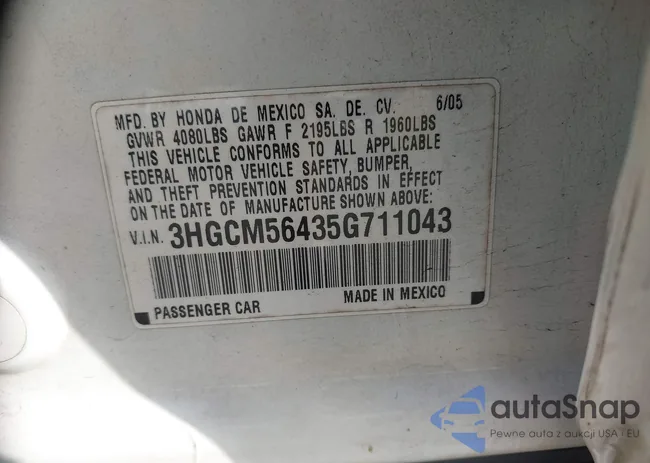 MFD. BY HONDA DE MEXICO SA. DE. CV. 6/05
GVWR 4080LBS GAWR F 2195LBS R 1960LBS
THIS VEHICLE CONFORMS TO ALL APPLICABLE
FEDERAL MOTOR VEHICLE SAFETY, BUMPER,
AND THEFT PREVENTION STANDARDS IN EFFECT
ON THE DATE OF MANUFACTURE SHOWN ABOVE.
V.I.N. 3HGCM56435G711043
PASSENGER CAR MADE IN MEXICO
autaSnap
Pewne auta z aukcji USA i EU